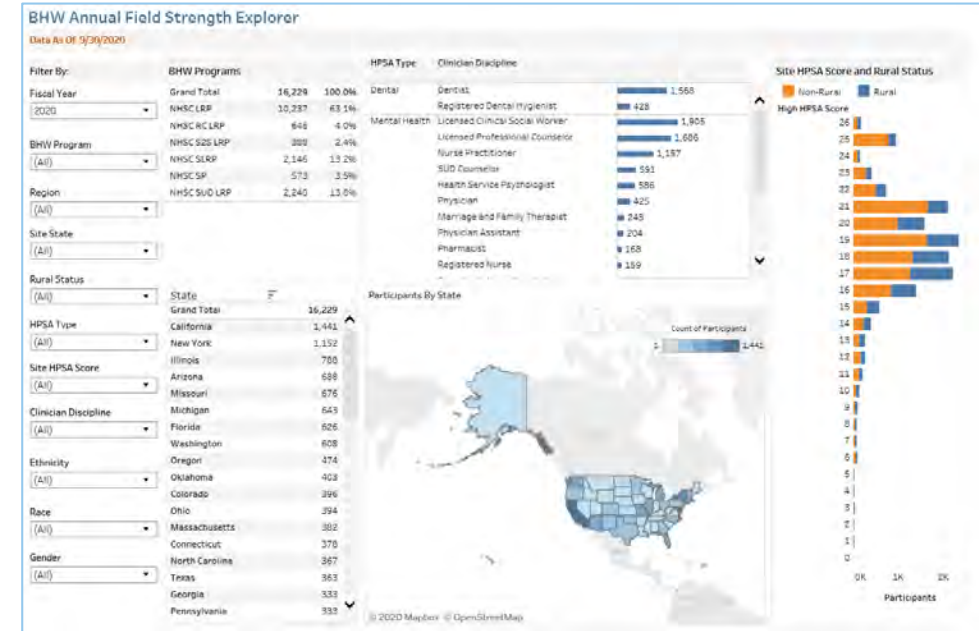 BHW Annual Field Strength Explorer
Data As Of 9/30/2020
Filter By:
Fiscal Year
2020
BHW Program
(All)
Region
(All)
Site State
(All)
Rural Status
(All)
HPSA Type
(All)
Site HPSA Score
(All)
Clinician Discipline
(All)
Ethnicity
(All)
Race
(All)
Gender
(All)
BHW Programs
Grand Total 16,229 100.0%
NHSC LRP 10,237 63.1%
NHSC RC LRP 646 4.0%
NHSC S2S LRP 2.4%
NHSC SLRP 2,146 13.2%
NHSC SP 573 3.5%
NHSC SUD LRP 2,240 13.8%
HPSA Type Clinician Discipline
Dental Dentist 1,568
Registered Dental Hygienist 428
Mental Health Licensed Clinical Social Worker 1,905
Licensed Professional Counselor 1,686
Nurse Practitioner 1,157
SUD Counselor 591
Health Service Psychologist 586
Physician 425
Marriage and Family Therapist 243
Physician Assistant 204
Pharmacist 168
Registered Nurse 159
State
Grand Total 16,229
California 1,441
New York 1,152
Illinois 788
Arizona 688
Missouri 676
Michigan 643
Florida 626
Washington 608
Oregon 474
Oklahoma 403
Colorado 396
Ohio 394
Massachusetts 382
Connecticut 378
North Carolina 367
Texas 363
Georgia 333
Pennsylvania 333
Participants By State
Count of Participants
1 1,441
© 2020 Mapbox © OpenStreetMap
Site HPSA Score and Rural Status
Non-Rural Rural
High HPSA Score
26
25
24
23
22
21
20
19
18
17
16
15
14
13
12
11
10
9
8
7
6
5
4
3
2
1
0
0K 1K 2K
Participants